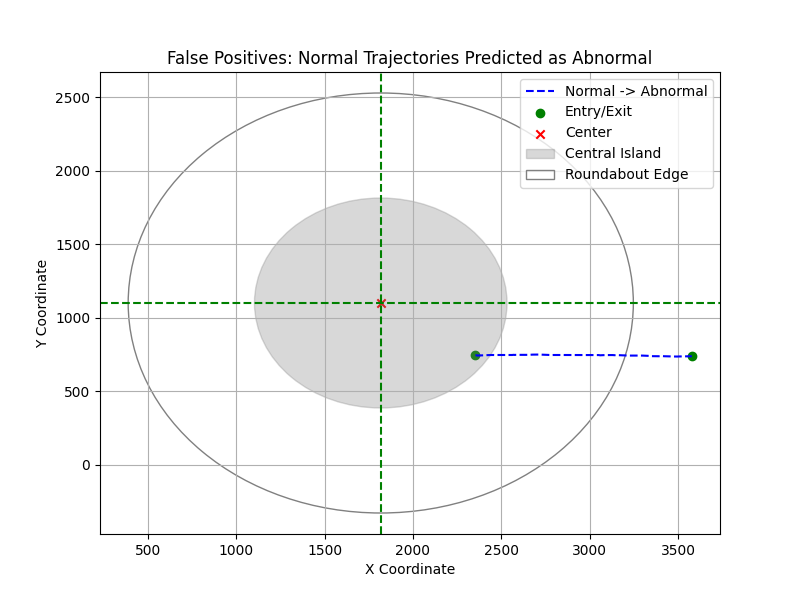 False Positives: Normal Trajectories Predicted as Abnormal
Normal -> Abnormal
Entry/Exit
Center
Central Island
Roundabout Edge
Y Coordinate
2500
2000
1500
1000
500
0
500
1000
1500
2000
2500
3000
3500
X Coordinate